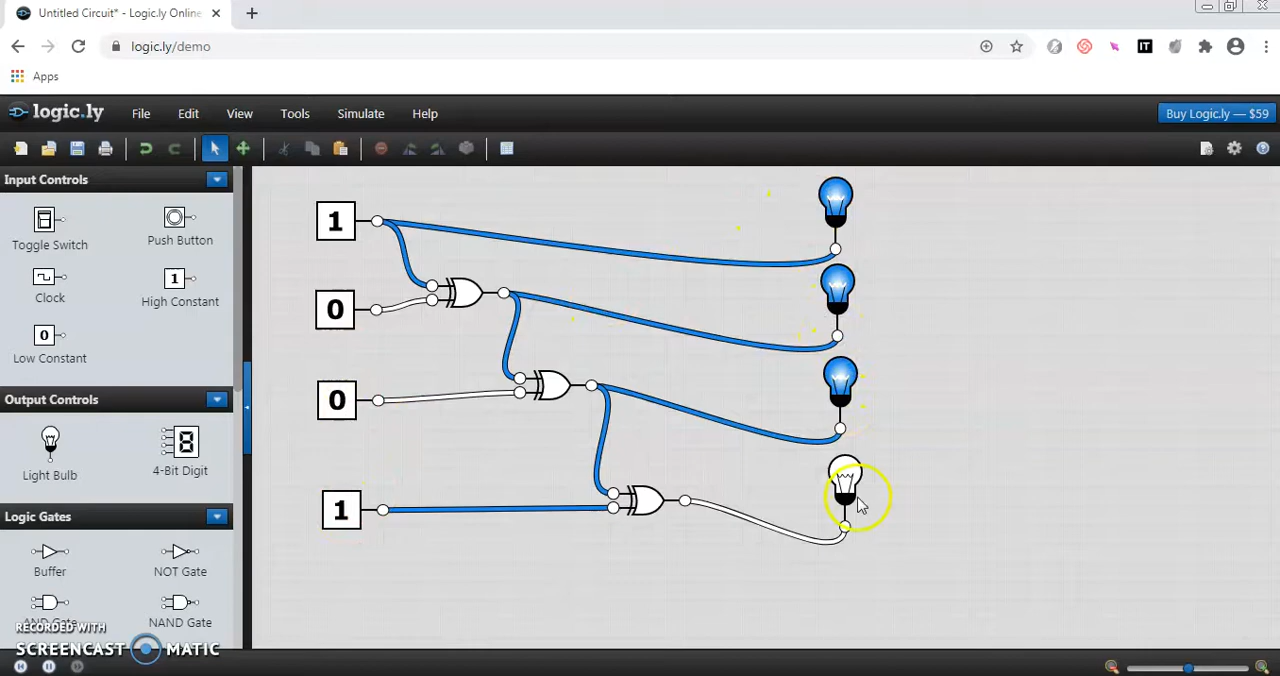 Untitled Circuit* - Logic.ly Online
logic.ly/demo
IT
Apps
logic.ly
File Edit View Tools Simulate Help
Buy Logic.ly — $59
Input Controls
Toggle Switch
Push Button
Clock
1
High Constant
0
Low Constant
Output Controls
Light Bulb
8
4-Bit Digit
Logic Gates
Buffer
NOT Gate
AND Gate
NAND Gate
1
0
0
1
RECORDED WITH
SCREENCAST MATIC